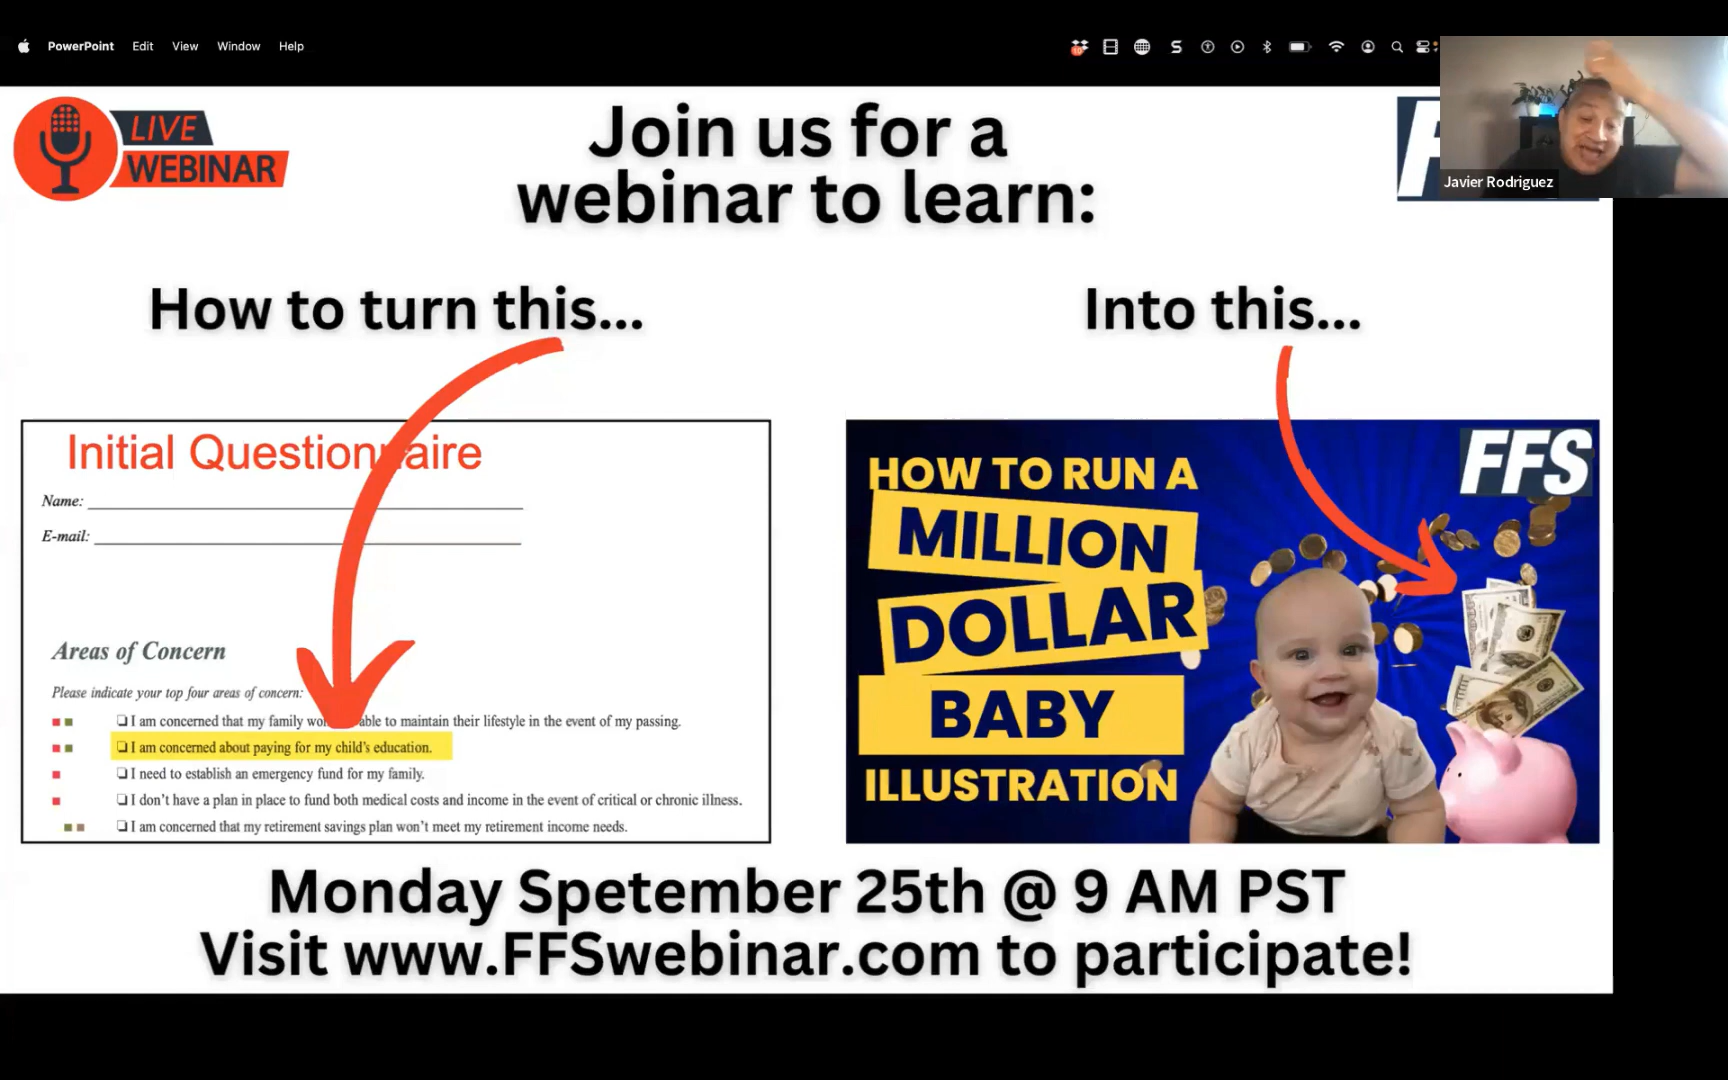 PowerPoint Edit View Window Help
LIVE
WEBINAR
Join us for a
webinar to learn:
Javier Rodriguez
How to turn this...
Into this...
Initial Questionnaire
Name:
E-mail:
Areas of Concern
Please indicate your top four areas of concern:
I am concerned that my family able to maintain their lifestyle in the event of my passing.
I am concerned about paying for my child's education.
I need to establish an emergency fund for my family.
I don't have a plan in place to fund both medical costs and income in the event of critical or chronic illness.
I am concerned that my retirement savings plan won't meet my retirement income needs.
FFS
HOW TO RUN A
MILLION
DOLLAR
BABY
ILLUSTRATION
Monday Spetember 25th @ 9 AM PST
Visit www.FFSwebinar.com to participate!